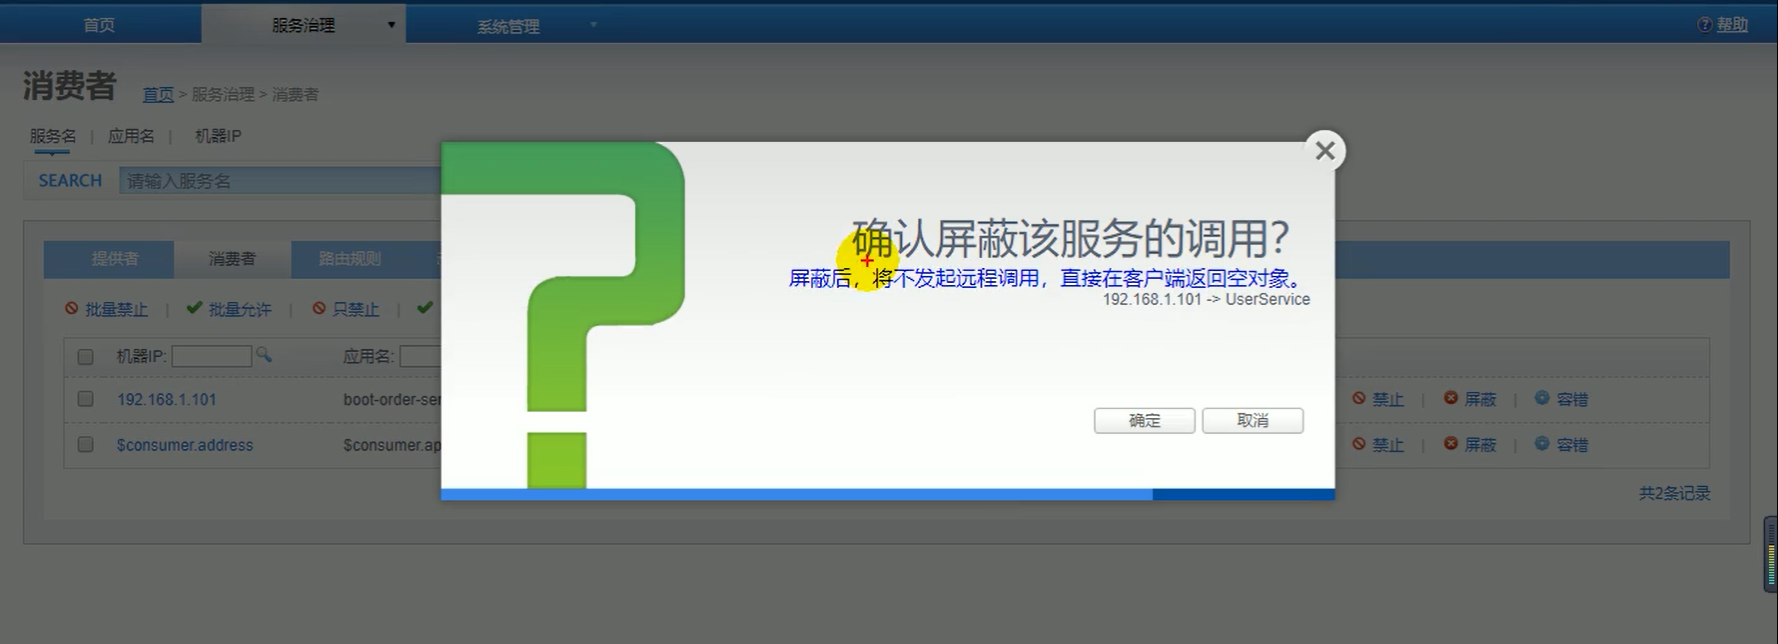 首页 服务治理 系统管理 帮助
消费者 首页 > 服务治理 > 消费者
服务名 | 应用名 | 机器IP
SEARCH 请输入服务名
确认屏蔽该服务的调用?
屏蔽后，将不发起远程调用，直接在客户端返回空对象。
192.168.1.101 -> UserService
确定 取消
提供者 消费者 路由规则
批量禁止 | 批量允许 | 只禁止 |
机器IP: 应用名:
192.168.1.101 boot-order-ser 禁止 | 屏蔽 | 容错
$consumer.address $consumer.ap 禁止 | 屏蔽 | 容错
共2条记录